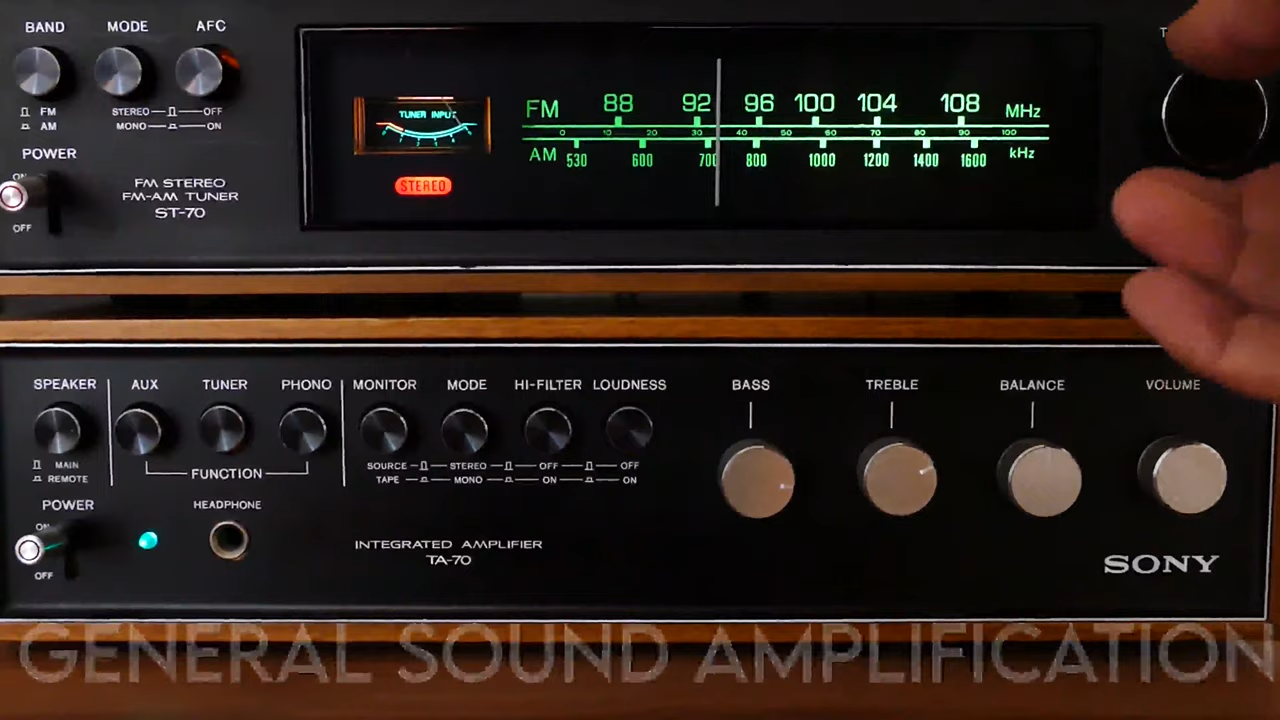 BAND MODE AFC
FM STEREO OFF
AM MONO ON
POWER
ON
OFF
FM STEREO
FM-AM TUNER
ST-70
TUNER INPUT
STEREO
FM 88 92 96 100 104 108 MHz
0 10 20 30 40 50 60 70 80 90 100
AM 530 600 700 800 1000 1200 1400 1600 kHz
SPEAKER AUX TUNER PHONO MONITOR MODE HI-FILTER LOUDNESS BASS TREBLE BALANCE VOLUME
MAIN
REMOTE
FUNCTION
SOURCE STEREO OFF OFF
TAPE MONO ON ON
POWER
ON
OFF
HEADPHONE
INTEGRATED AMPLIFIER
TA-70
SONY
GENERAL SOUND AMPLIFICATION